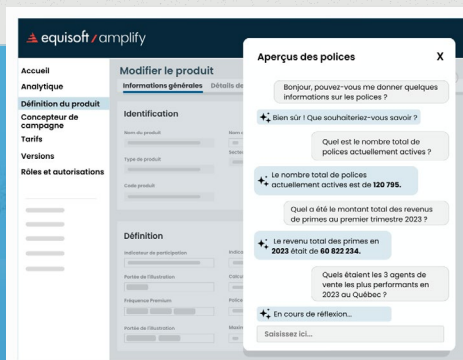 equisoft / amplify
Accueil
Analytique
Définition du produit
Concepteur de
campagne
Tarifs
Versions
Rôles et autorisations
Modifier le produit
Informations générales Détails de
Identification
Nom du produit
Type de produit
Code produit
Définition
Indicateur de participation
Portée de l'illustration
Fréquence Premium
Police
Portée de l'illustration
Aperçus des polices X
Bonjour, pouvez-vous me donner quelques
informations sur les polices ?
Bien sûr ! Que souhaiteriez-vous savoir ?
Quel est le nombre total de
polices actuellement actives ?
Le nombre total de polices
actuellement actives est de 120 795.
Quel a été le montant total des revenus
de primes au premier trimestre 2023 ?
Le revenu total des primes en
2023 était de 60 822 234.
Quels étaient les 3 agents de
vente les plus performants en
2023 au Québec ?
En cours de réflexion...
Saisissez ici...